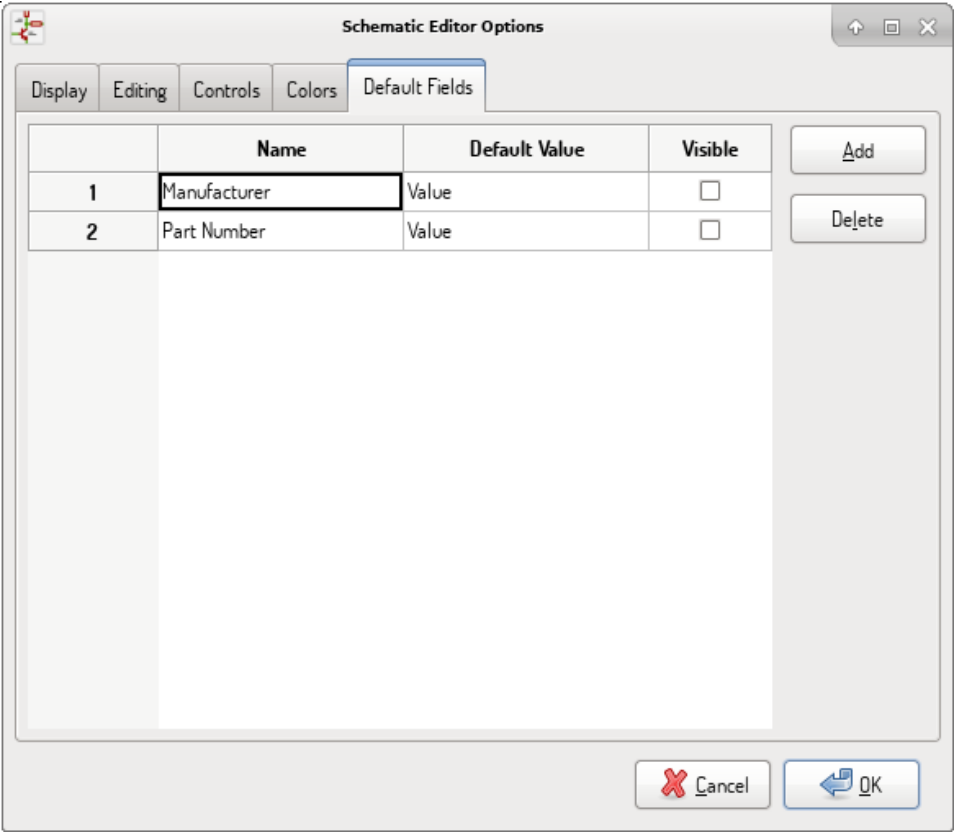 Schematic Editor Options
Display Editing Controls Colors Default Fields
Name Default Value Visible Add
1 Manufacturer Value
Delete
2 Part Number Value
Cancel OK